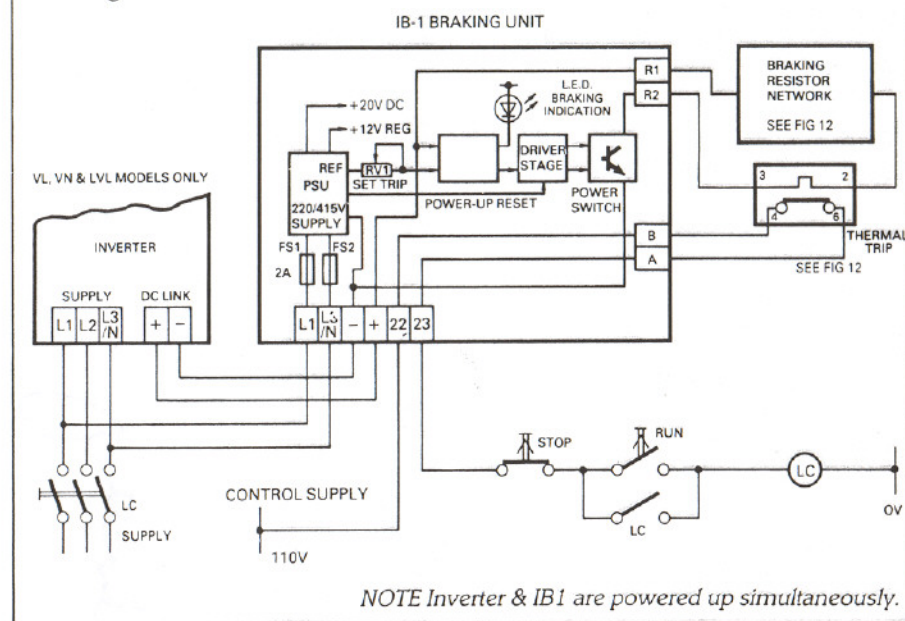 IB-1 BRAKING UNIT
R1
R2
BRAKING
RESISTOR
NETWORK
SEE FIG 12
L.E.D.
BRAKING
INDICATION
+20V DC
+12V REG
REF
PSU
220/415V
SUPPLY
RV1
SET TRIP
DRIVER
STAGE
POWER-UP RESET
POWER
SWITCH
3
2
4
6
THERMAL
TRIP
SEE FIG 12
B
A
VL, VN & LVL MODELS ONLY
INVERTER
SUPPLY
DC LINK
L1
L2
L3
/N
+
−
FS1
FS2
2A
L1
L3
/N
−
+
22
23
STOP
RUN
LC
LC
0V
LC
SUPPLY
CONTROL SUPPLY
110V
NOTE Inverter & IB1 are powered up simultaneously.